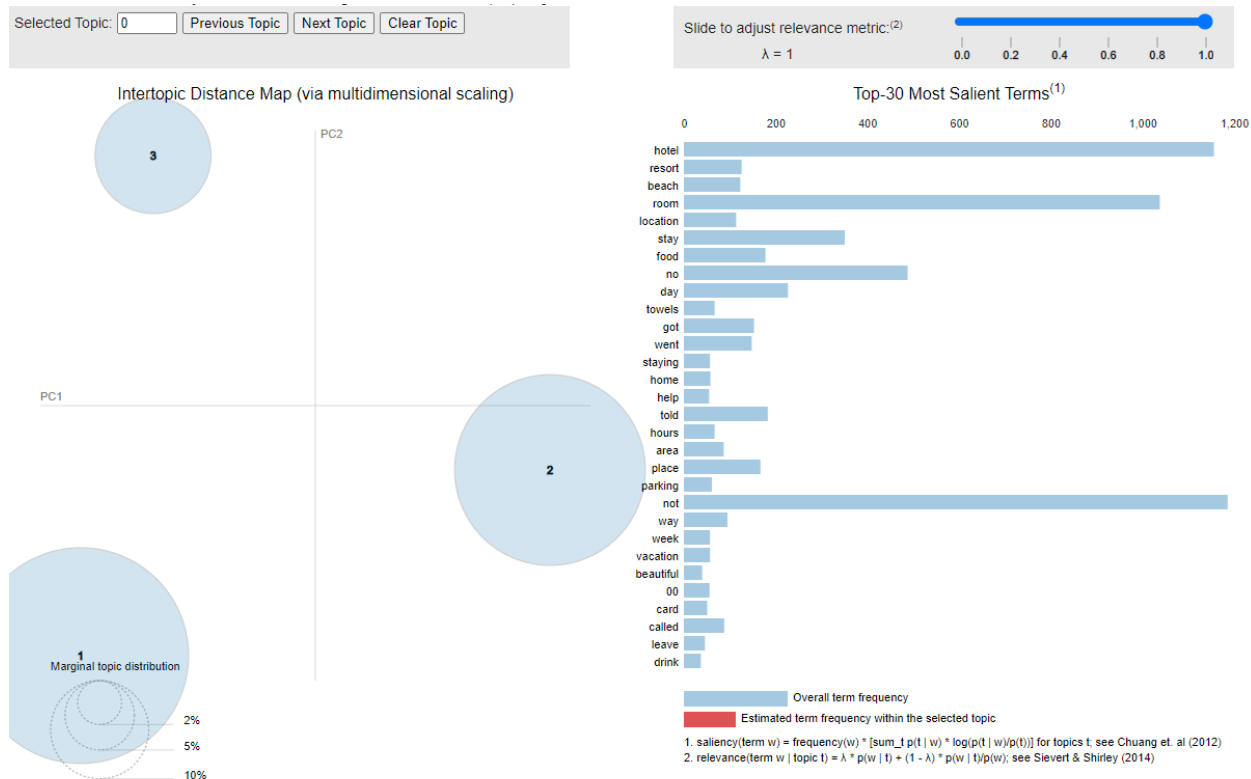 Selected Topic: 0 Previous Topic Next Topic Clear Topic
Slide to adjust relevance metric:(2)
λ = 1
0.0 0.2 0.4 0.6 0.8 1.0
Intertopic Distance Map (via multidimensional scaling)
PC2
PC1
3
2
1
Marginal topic distribution
2%
5%
10%
Top-30 Most Salient Terms(1)
0 200 400 600 800 1,000 1,200
hotel
resort
beach
room
location
stay
food
no
day
towels
got
went
staying
home
help
told
hours
area
place
parking
not
way
week
vacation
beautiful
00
card
called
leave
drink
Overall term frequency
Estimated term frequency within the selected topic
1. saliency(term w) = frequency(w) * [sum_t p(t | w) * log(p(t | w)/p(t))] for topics t; see Chuang et. al (2012)
2. relevance(term w | topic t) = λ * p(w | t) + (1 - λ) * p(w | t)/p(w); see Sievert & Shirley (2014)